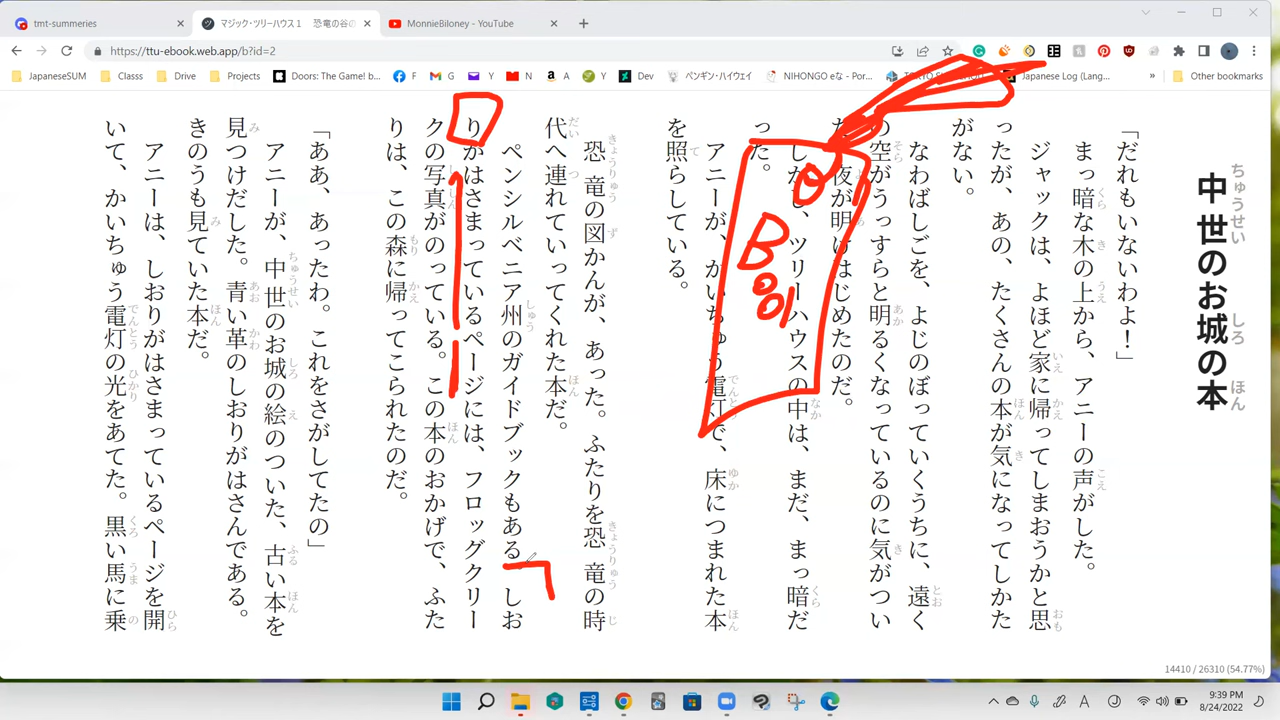 tmt-summeries
マジック・ツリーハウス１ 恐竜の谷の
MonnieBiloney - YouTube
https://ttu-ebook.web.app/b?id=2
JapaneseSUM
Classs
Drive
Projects
Doors: The Game! b...
F
G
Y
N
A
Y
Dev
ペンギン・ハイウェイ
NIHONGO eな - Por...
Japanese Log (Lang...
Other bookmarks
中世のお城の本
「だれもいないわよ！」
まっ暗な木の上から、アニーの声がした。
ジャックは、よほど家に帰ってしまおうかと思
ったが、あの、たくさんの本が気になってしかた
がない。
なわばしごを、よじのぼっていくうちに、遠く
の空がうっすらと明るくなっているのに気がつい
た。夜が明けはじめたのだ。
しかし、ツリーハウスの中は、まだ、まっ暗だ
った。
アニーが、かいちゅう電灯で、床につまれた本
を照らしている。
恐竜の図かんが、あった。ふたりを恐竜の時
代へ連れていってくれた本だ。
ペンシルベニア州のガイドブックもある。しお
りがはさまっているページには、フロッグクリー
クの写真がのっている。この本のおかげで、ふた
りは、この森に帰ってこられたのだ。
「ああ、あったわ。これをさがしてたの」
アニーが、中世のお城の絵のついた、古い本を
見つけだした。青い革のしおりがはさんである。
きのうも見ていた本だ。
アニーは、しおりがはさまっているページを開
いて、かいちゅう電灯の光をあてた。黒い馬に乗
14410 / 26310 (54.77%)
9:39 PM
8/24/2022